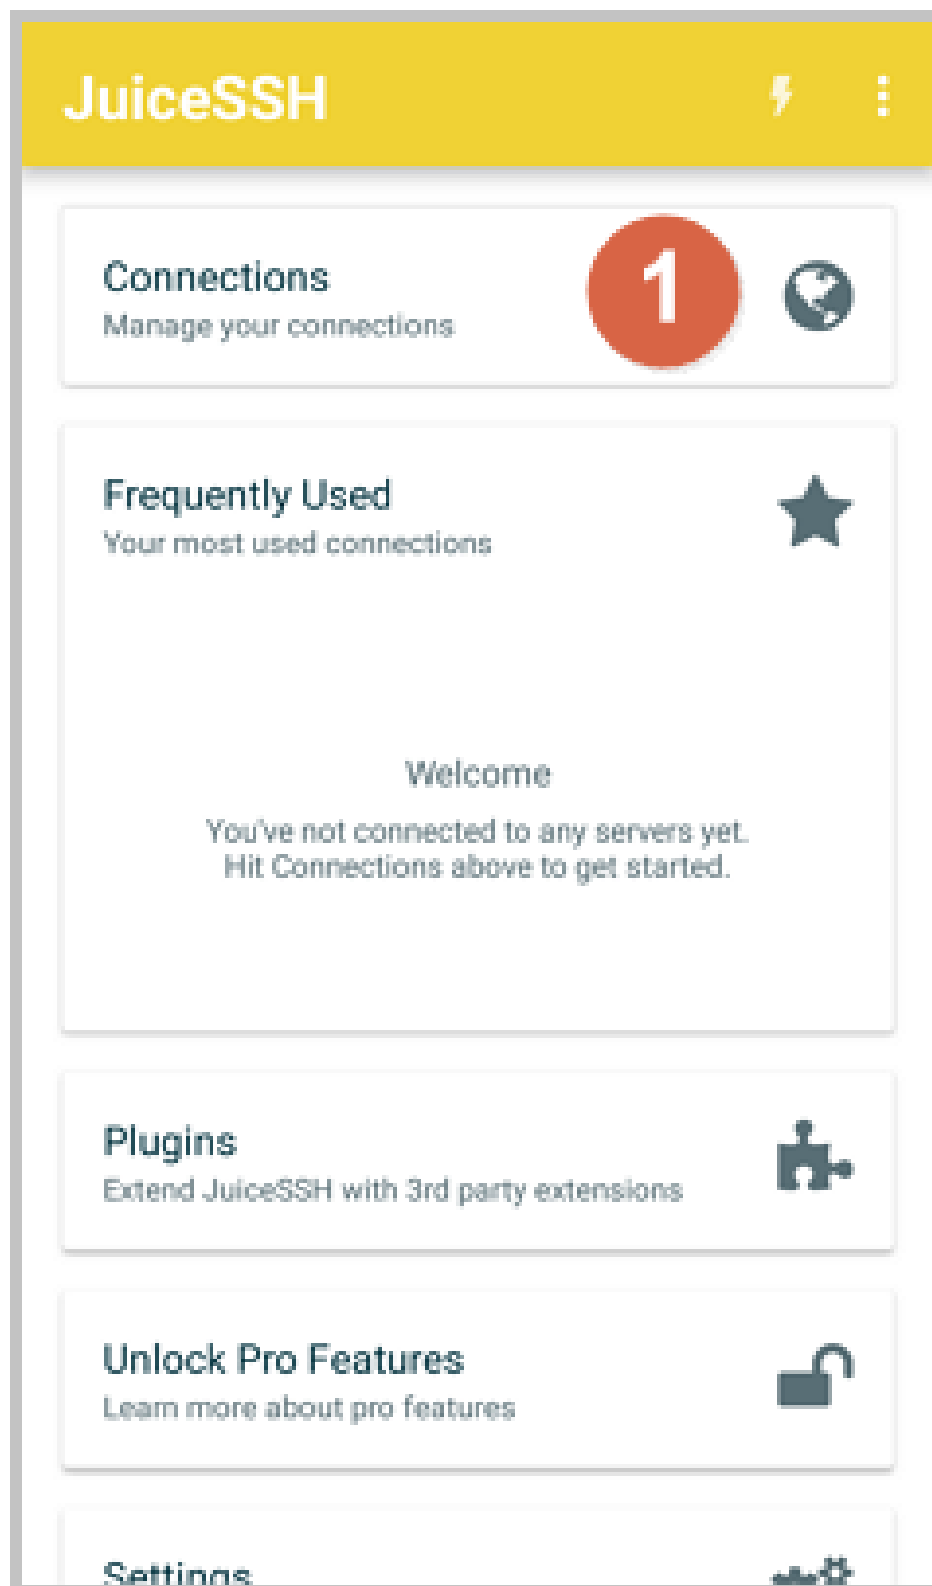 JuiceSSH
Connections
1
Manage your connections
Frequently Used
Your most used connections
Welcome
You've not connected to any servers yet.
Hit Connections above to get started.
Plugins
Extend JuiceSSH with 3rd party extensions
Unlock Pro Features
Learn more about pro features
Settings